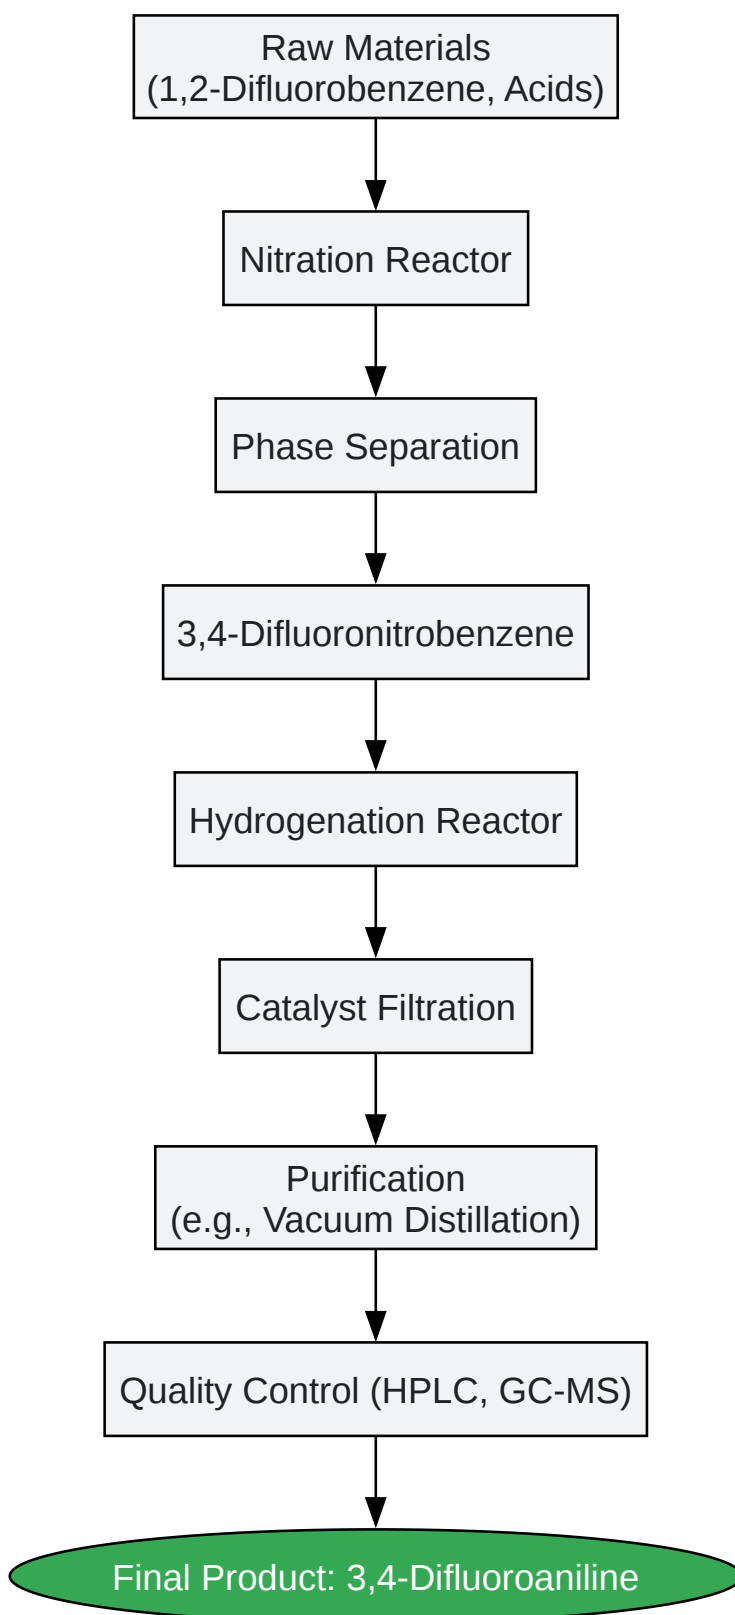 Raw Materials
(1,2-Difluorobenzene, Acids)
Nitration Reactor
Phase Separation
3,4-Difluoronitrobenzene
Hydrogenation Reactor
Catalyst Filtration
Purification
(e.g., Vacuum Distillation)
Quality Control (HPLC, GC-MS)
Final Product: 3,4-Difluoroaniline